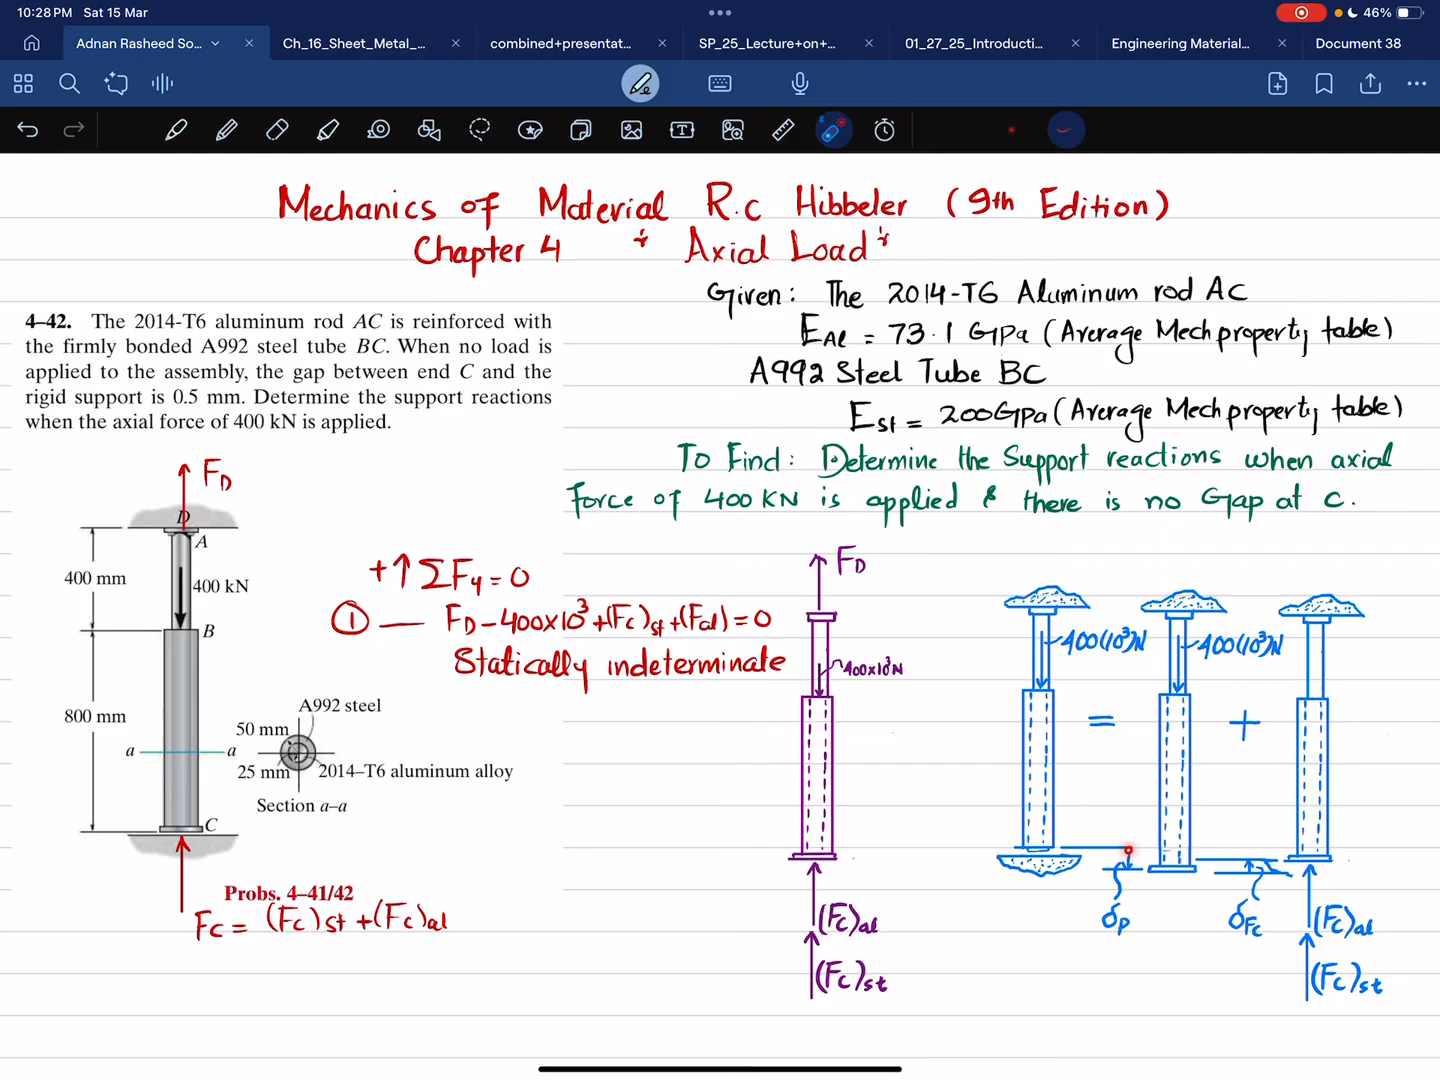 10:28 PM Sat 15 Mar
46%
Adnan Rasheed So...
Ch_16_Sheet_Metal_...
combined+presentat...
SP_25_Lecture+on+...
01_27_25_Introducti...
Engineering Material...
Document 38
Mechanics of Material R.c Hibbeler (9th Edition)
Chapter 4 " Axial Load "
Given: The 2014-T6 Aluminum rod AC
E_Al = 73.1 GPa (Average Mech property table)
A992 Steel Tube BC
E_st = 200GPa (Average Mech property table)
To Find: Determine the Support reactions when axial
Force of 400 KN is applied & there is no Gap at C.
4–42. The 2014-T6 aluminum rod AC is reinforced with
the firmly bonded A992 steel tube BC. When no load is
applied to the assembly, the gap between end C and the
rigid support is 0.5 mm. Determine the support reactions
when the axial force of 400 kN is applied.
F_D
D
A
400 mm
400 kN
B
800 mm
a
a
A992 steel
50 mm
25 mm
2014–T6 aluminum alloy
Section a–a
C
Probs. 4–41/42
Fc = (Fc)st + (Fc)al
+↑ ΣFy = 0
① — F_D - 400x10³ + (Fc)st + (Fal) = 0
Statically indeterminate
F_D
400x10³N
(Fc)al
(Fc)st
400(10³)N
=
400(10³)N
+
δP
δFc
(Fc)al
(Fc)st